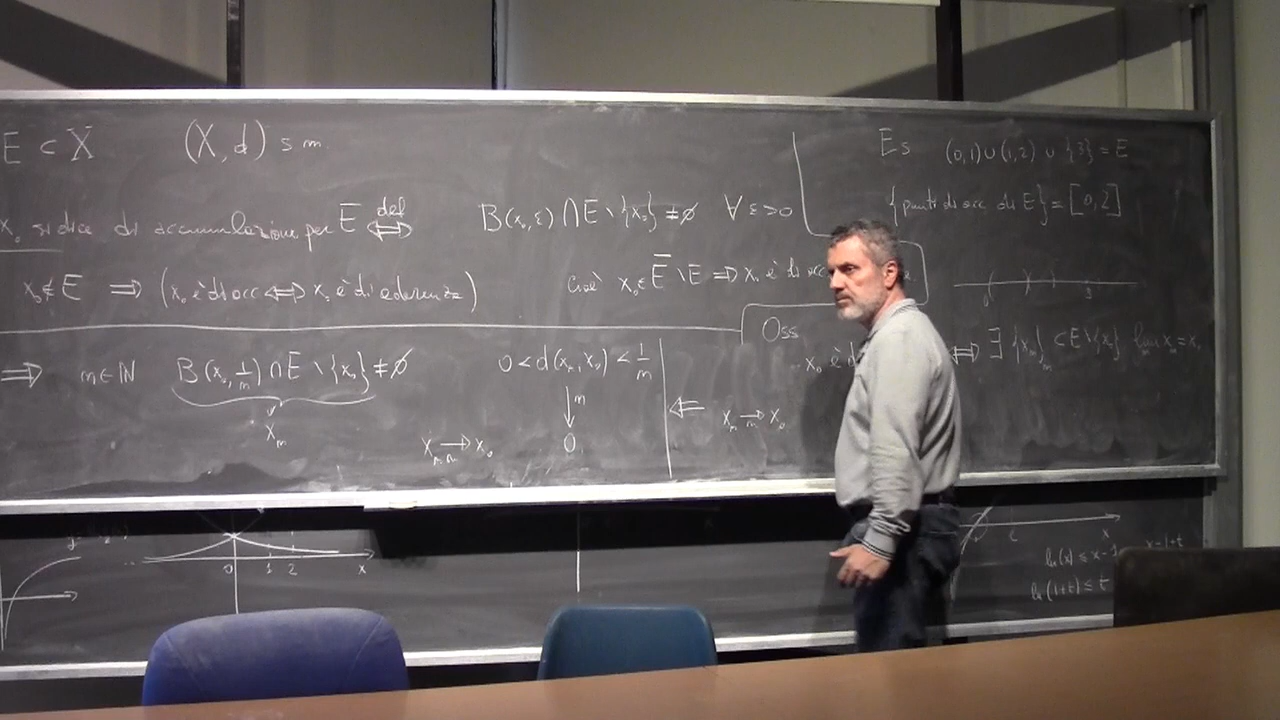 E ⊂ X (X, d) s m.
x₀ si dice di accumulazione per E ⟺ def B(x₀, ε) ∩ E \ {x₀} ≠ ∅ ∀ ε>0
x₀ ∉ E ⟹ (x₀ è di acc ⟺ x₀ è di aderenza)
Cioè x₀ ∈ E̅ \ E ⟹ x₀ è di acc
Es (0,1) ∪ (1,2) ∪ {3} = E
{punti di acc di E} = [0,2]
0 3
Oss
x₀ è d ⟺ ∃ {xₙ}ₙ ⊂ E \ {x₀} lim xₙ = x₀
⟹ n ∈ ℕ B(x₀, 1/n) ∩ E \ {x₀} ≠ ∅ 0 < d(xₙ, x₀) < 1/n
xₙ
xₙ →ₙ x₀ ↓ n 0
⟸ xₙ →ₙ x₀
0 1 2 x
x
ln(x) ≤ x-1 x-1=t
ln(1+t) ≤ t